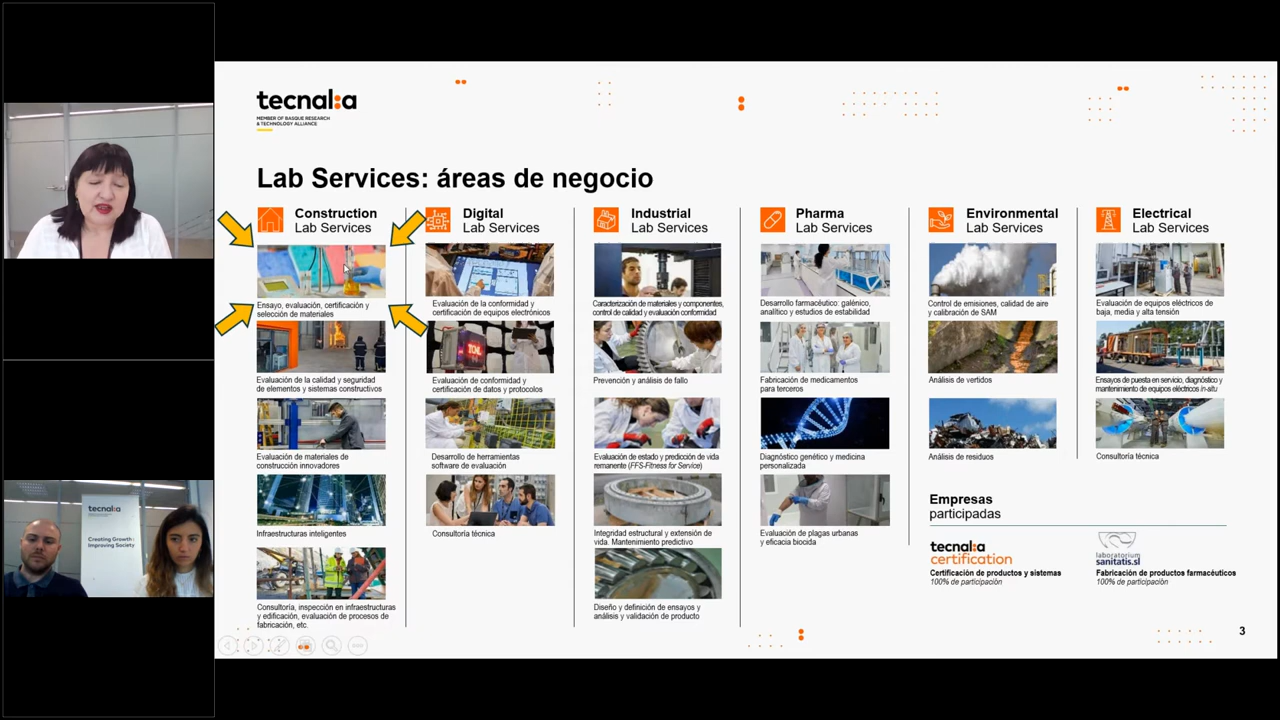 tecnal:a
MEMBER OF BASQUE RESEARCH
& TECHNOLOGY ALLIANCE
Lab Services: áreas de negocio
Construction
Lab Services
Ensayo, evaluación, certificación y
selección de materiales
Evaluación de la calidad y seguridad
de elementos y sistemas constructivos
Evaluación de materiales de
construcción innovadores
Infraestructuras inteligentes
Consultoría, inspección en infraestructuras
y edificación, evaluación de procesos de
fabricación, etc.
Digital
Lab Services
Evaluación de la conformidad y
certificación de equipos electrónicos
Evaluación de conformidad y
certificación de datos y protocolos
Desarrollo de herramientas
software de evaluación
Consultoría técnica
Industrial
Lab Services
Caracterización de materiales y componentes,
control de calidad y evaluación conformidad
Prevención y análisis de fallo
Evaluación de estado y predicción de vida
remanente (FFS-Fitness for Service)
Integridad estructural y extensión de
vida. Mantenimiento predictivo
Diseño y definición de ensayos y
análisis y validación de producto
Pharma
Lab Services
Desarrollo farmacéutico: galénico,
analítico y estudios de estabilidad
Fabricación de medicamentos
para terceros
Diagnóstico genético y medicina
personalizada
Evaluación de plagas urbanas
y eficacia biocida
Environmental
Lab Services
Control de emisiones, calidad de aire
y calibración de SAM
Análisis de vertidos
Análisis de residuos
Electrical
Lab Services
Evaluación de equipos eléctricos de
baja, media y alta tensión
Ensayos de puesta en servicio, diagnóstico y
mantenimiento de equipos eléctricos in-situ
Consultoría técnica
Empresas
participadas
tecnal:a
certification
Certificación de productos y sistemas
100% de participación
laboratorium
sanitatis.sl
Fabricación de productos farmacéuticos
100% de participación
3
tecnal:a
Creating Growth
Improving Society